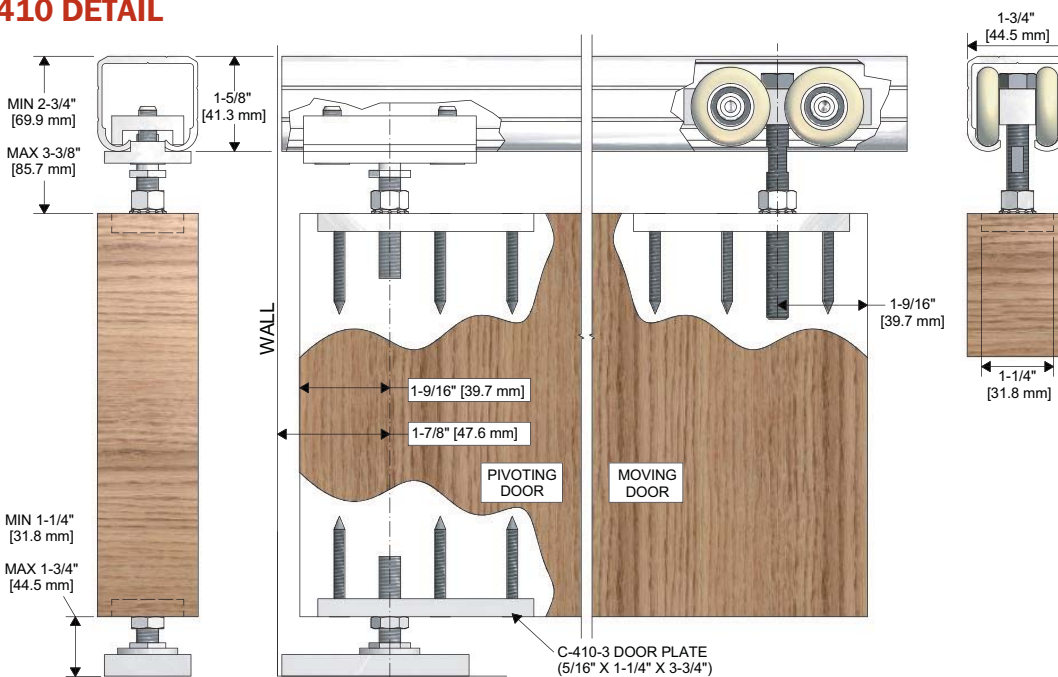 410 DETAIL
MIN 2-3/4"
[69.9 mm]
MAX 3-3/8"
[85.7 mm]
1-5/8"
[41.3 mm]
1-3/4"
[44.5 mm]
WALL
1-9/16"
[39.7 mm]
1-1/4"
[31.8 mm]
1-9/16" [39.7 mm]
1-7/8" [47.6 mm]
PIVOTING
DOOR
MOVING
DOOR
MIN 1-1/4"
[31.8 mm]
MAX 1-3/4"
[44.5 mm]
C-410-3 DOOR PLATE
(5/16" X 1-1/4" X 3-3/4")